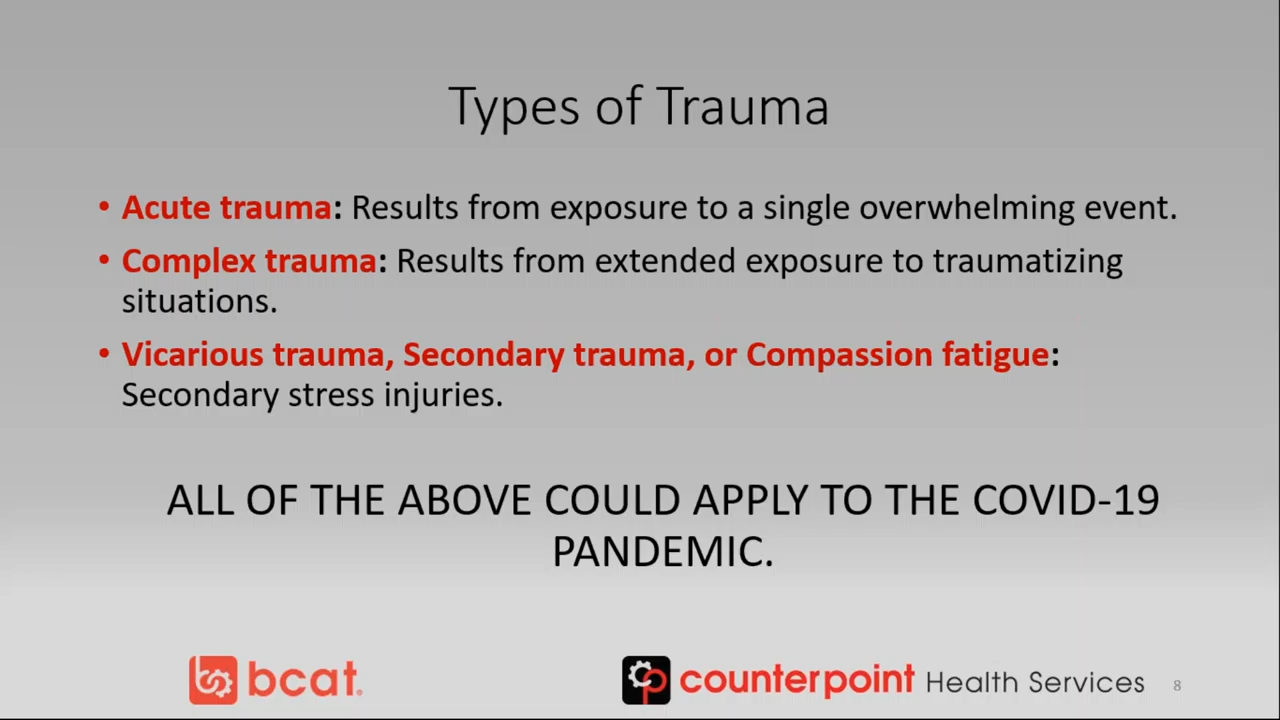 Types of Trauma
• Acute trauma: Results from exposure to a single overwhelming event.
• Complex trauma: Results from extended exposure to traumatizing
situations.
• Vicarious trauma, Secondary trauma, or Compassion fatigue:
Secondary stress injuries.
ALL OF THE ABOVE COULD APPLY TO THE COVID-19
PANDEMIC.
bcat.
counterpoint Health Services
8